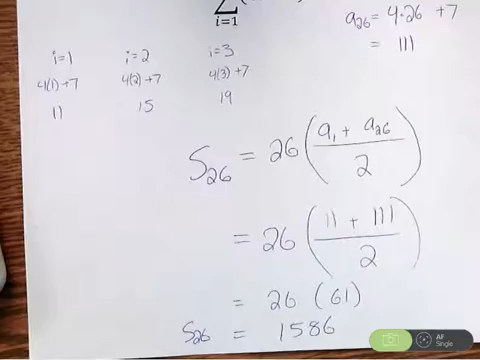 ∑
i=1
a₂₆ = 4·26 + 7
= 111
i=1 i=2 i=3
4(1)+7 4(2)+7 4(3)+7
11 15 19
S₂₆ = 26 (a₁ + a₂₆ / 2)
= 26 (11 + 111 / 2)
= 26 (61)
S₂₆ = 1586
AF
Single